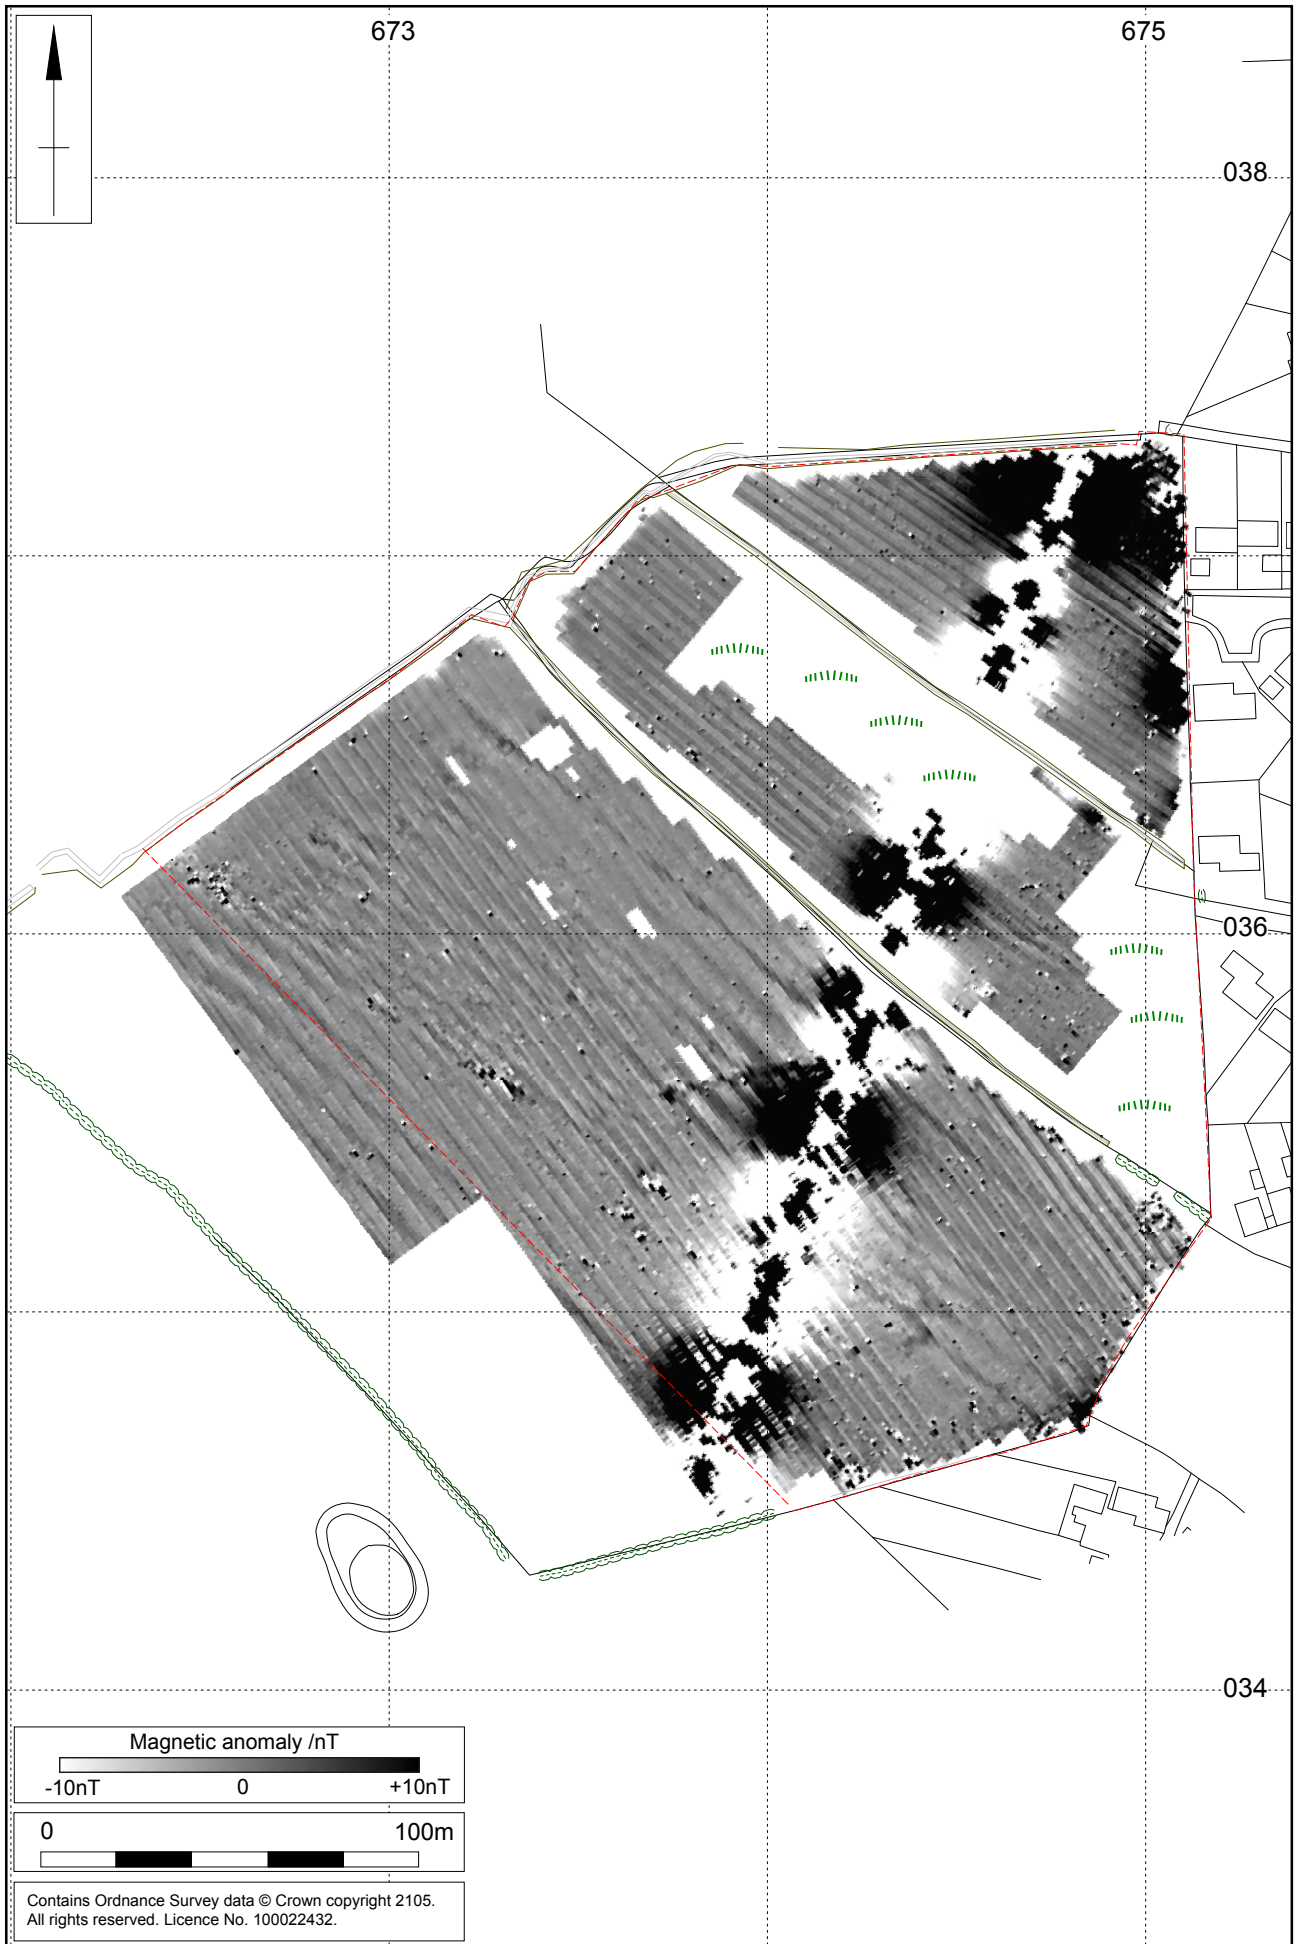 673
675
038
036
034
Magnetic anomaly /nT
-10nT 0 +10nT
0 100m
Contains Ordnance Survey data © Crown copyright 2105.
All rights reserved. Licence No. 100022432.